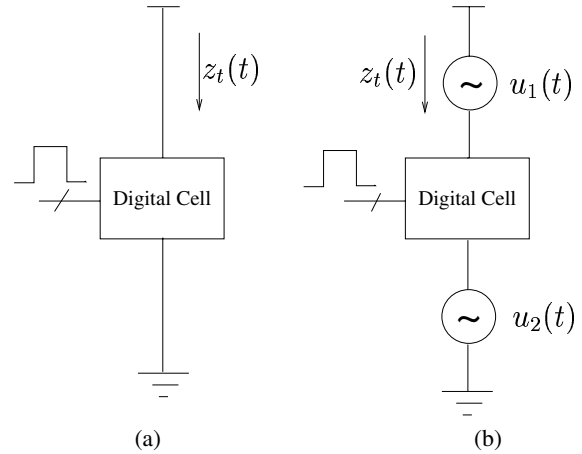 z_t(t)
Digital Cell
(a)
z_t(t)
~ u_1(t)
Digital Cell
~ u_2(t)
(b)